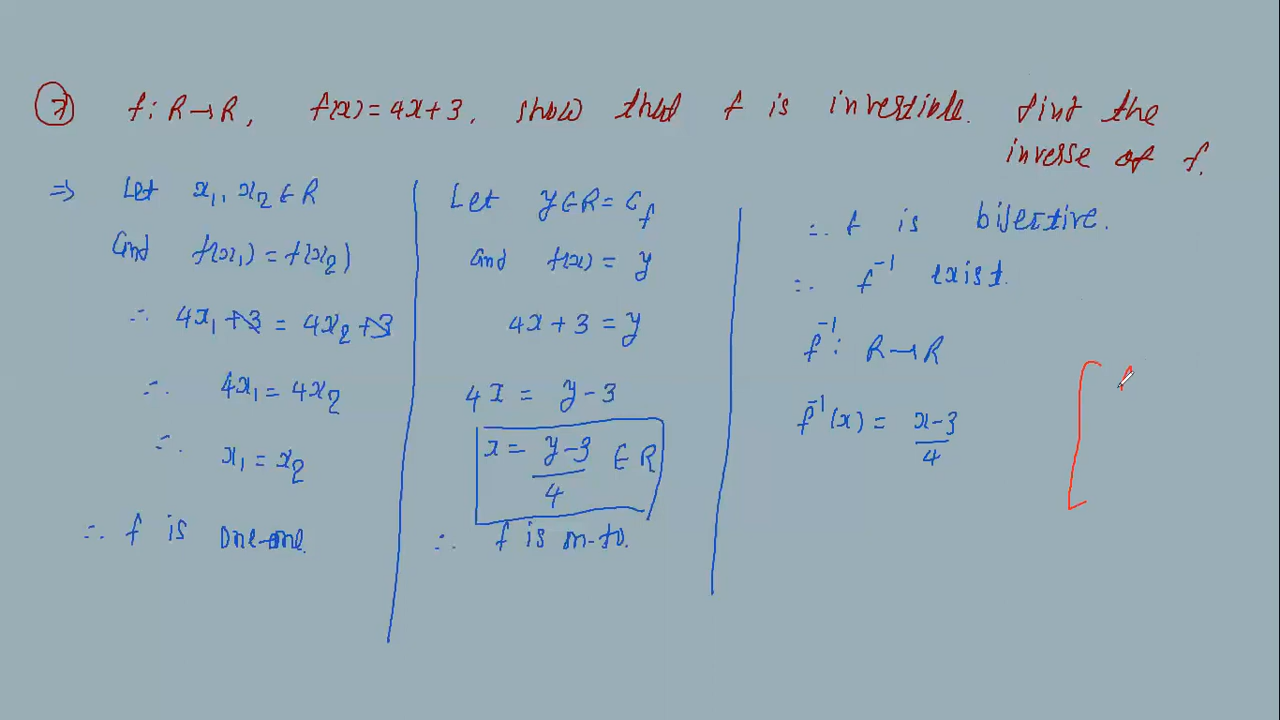 7) f: R→R, f(x) = 4x+3, show that f is invertible. find the
inverse of f.
⇒ Let x₁, x₂ ∈ R
and f(x₁) = f(x₂)
∴ 4x₁ + 3 = 4x₂ + 3
∴ 4x₁ = 4x₂
∴ x₁ = x₂
∴ f is one-one.
Let y ∈ R = Cf
and f(x) = y
4x + 3 = y
4x = y - 3
x = (y-3)/4 ∈ R
∴ f is on-to.
∴ f is bijective.
∴ f⁻¹ exist.
f⁻¹: R→R
f⁻¹(x) = (x-3)/4